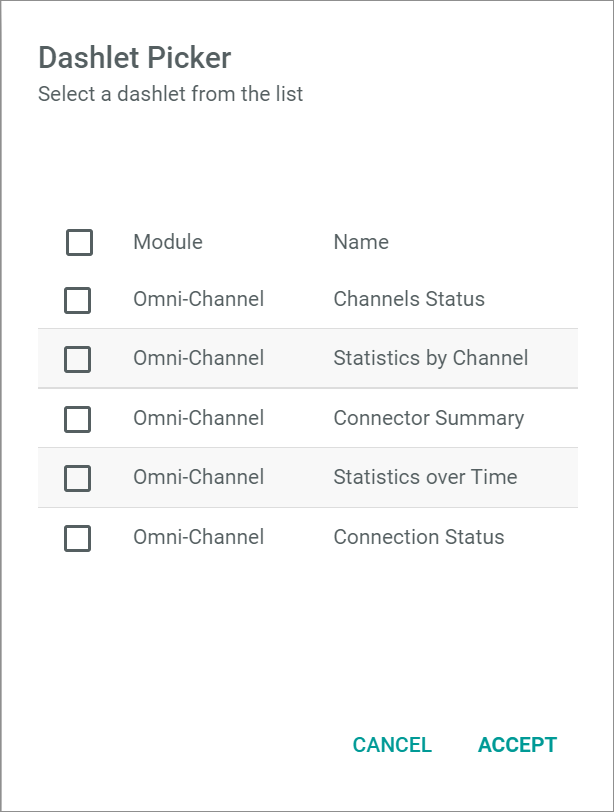 Dashlet Picker
Select a dashlet from the list
Module Name
Omni-Channel Channels Status
Omni-Channel Statistics by Channel
Omni-Channel Connector Summary
Omni-Channel Statistics over Time
Omni-Channel Connection Status
CANCEL ACCEPT